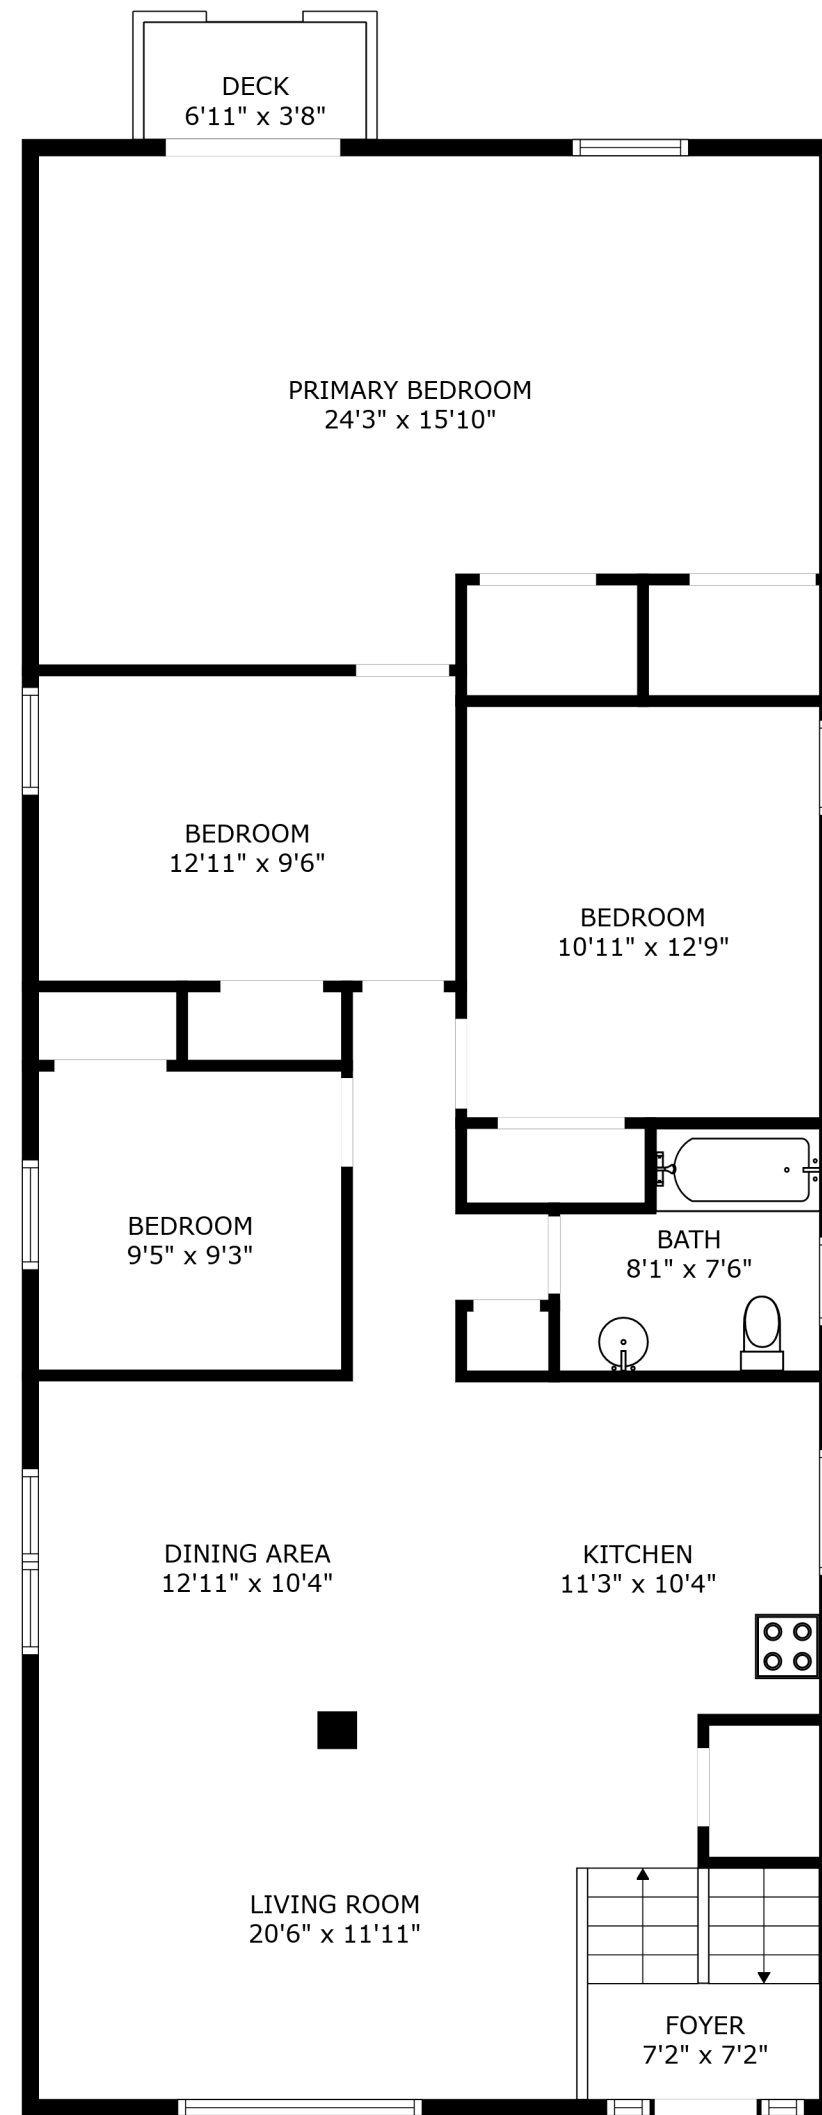 DECK
6'11" x 3'8"
PRIMARY BEDROOM
24'3" x 15'10"
BEDROOM
12'11" x 9'6"
BEDROOM
10'11" x 12'9"
BEDROOM
9'5" x 9'3"
BATH
8'1" x 7'6"
DINING AREA
12'11" x 10'4"
KITCHEN
11'3" x 10'4"
LIVING ROOM
20'6" x 11'11"
FOYER
7'2" x 7'2"